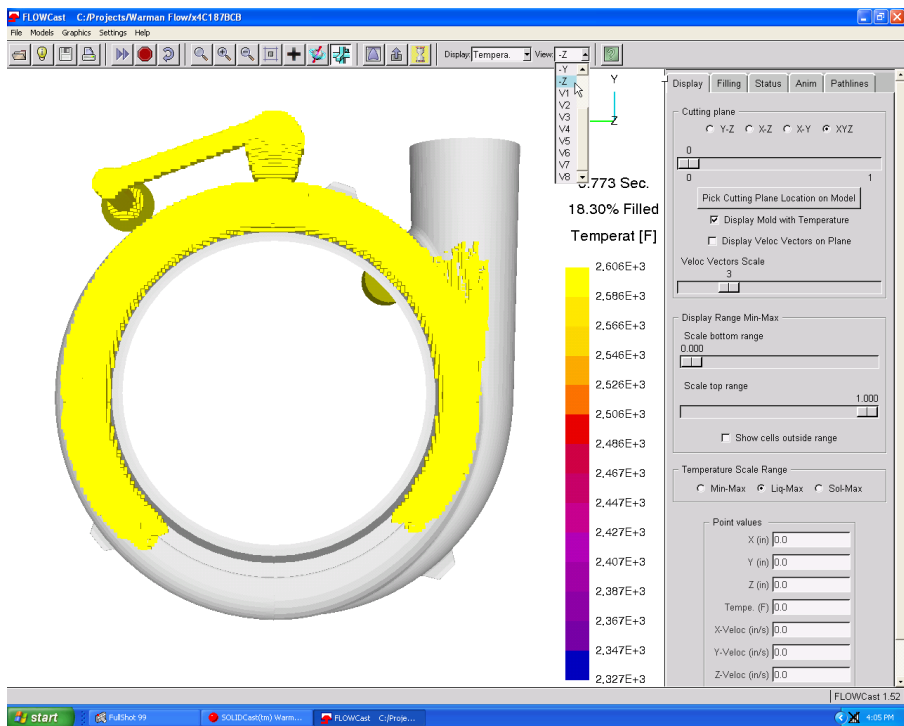 FLOWCast C:/Projects/Warman Flow/x4C187BCB
File Models Graphics Settings Help
Display: Tempera. View: -Z
-Y
-Z
V1
V2
V3
V4
V5
V6
V7
V8
Y
Z
Sec.
18.30% Filled
Temperat [F]
2,606E+3
2,586E+3
2,566E+3
2,546E+3
2,526E+3
2,506E+3
2,486E+3
2,467E+3
2,447E+3
2,427E+3
2,407E+3
2,387E+3
2,367E+3
2,347E+3
2,327E+3
Display Filling Status Anim Pathlines
Cutting plane
Y-Z X-Z X-Y XYZ
0
0 1
Pick Cutting Plane Location on Model
Display Mold with Temperature
Display Veloc Vectors on Plane
Veloc Vectors Scale
3
Display Range Min-Max
Scale bottom range
0.000
Scale top range
1.000
Show cells outside range
Temperature Scale Range
Min-Max Liq-Max Sol-Max
Point values
X (in) 0.0
Y (in) 0.0
Z (in) 0.0
Tempe. (F) 0.0
X-Veloc (in/s) 0.0
Y-Veloc (in/s) 0.0
Z-Veloc (in/s) 0.0
FLOWCast 1.52
start FullShot 99 SOLIDCast(tm) Warm... FLOWCast C:/Proje... 4:05 PM